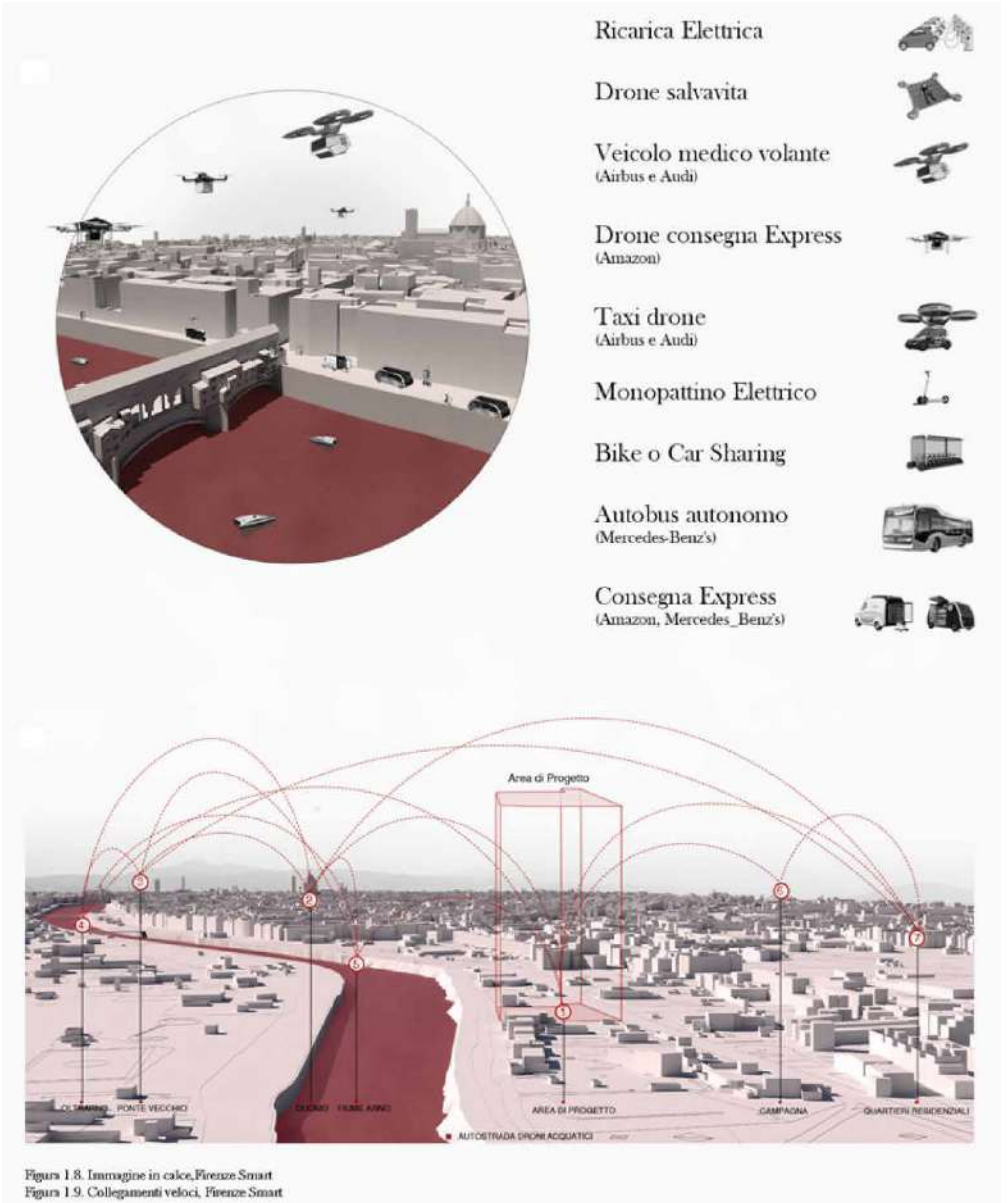 Ricarica Elettrica
Drone salvavita
Veicolo medico volante
(Airbus e Audi)
Drone consegna Express
(Amazon)
Taxi drone
(Airbus e Audi)
Monopattino Elettrico
Bike o Car Sharing
Autobus autonomo
(Mercedes-Benz's)
Consegna Express
(Amazon, Mercedes_Benz's)
Area di Progetto
3
2
6
4
7
5
1
OLTRARNO PONTE VECCHIO DUOMO FIUME ARNO AREA DI PROGETTO CAMPAGNA QUARTIERI RESIDENZIALI
AUTOSTRADA DRONI ACQUATICI
Figura 1.8. Immagine in calce,Firenze Smart
Figura 1.9. Collegamenti veloci, Firenze Smart